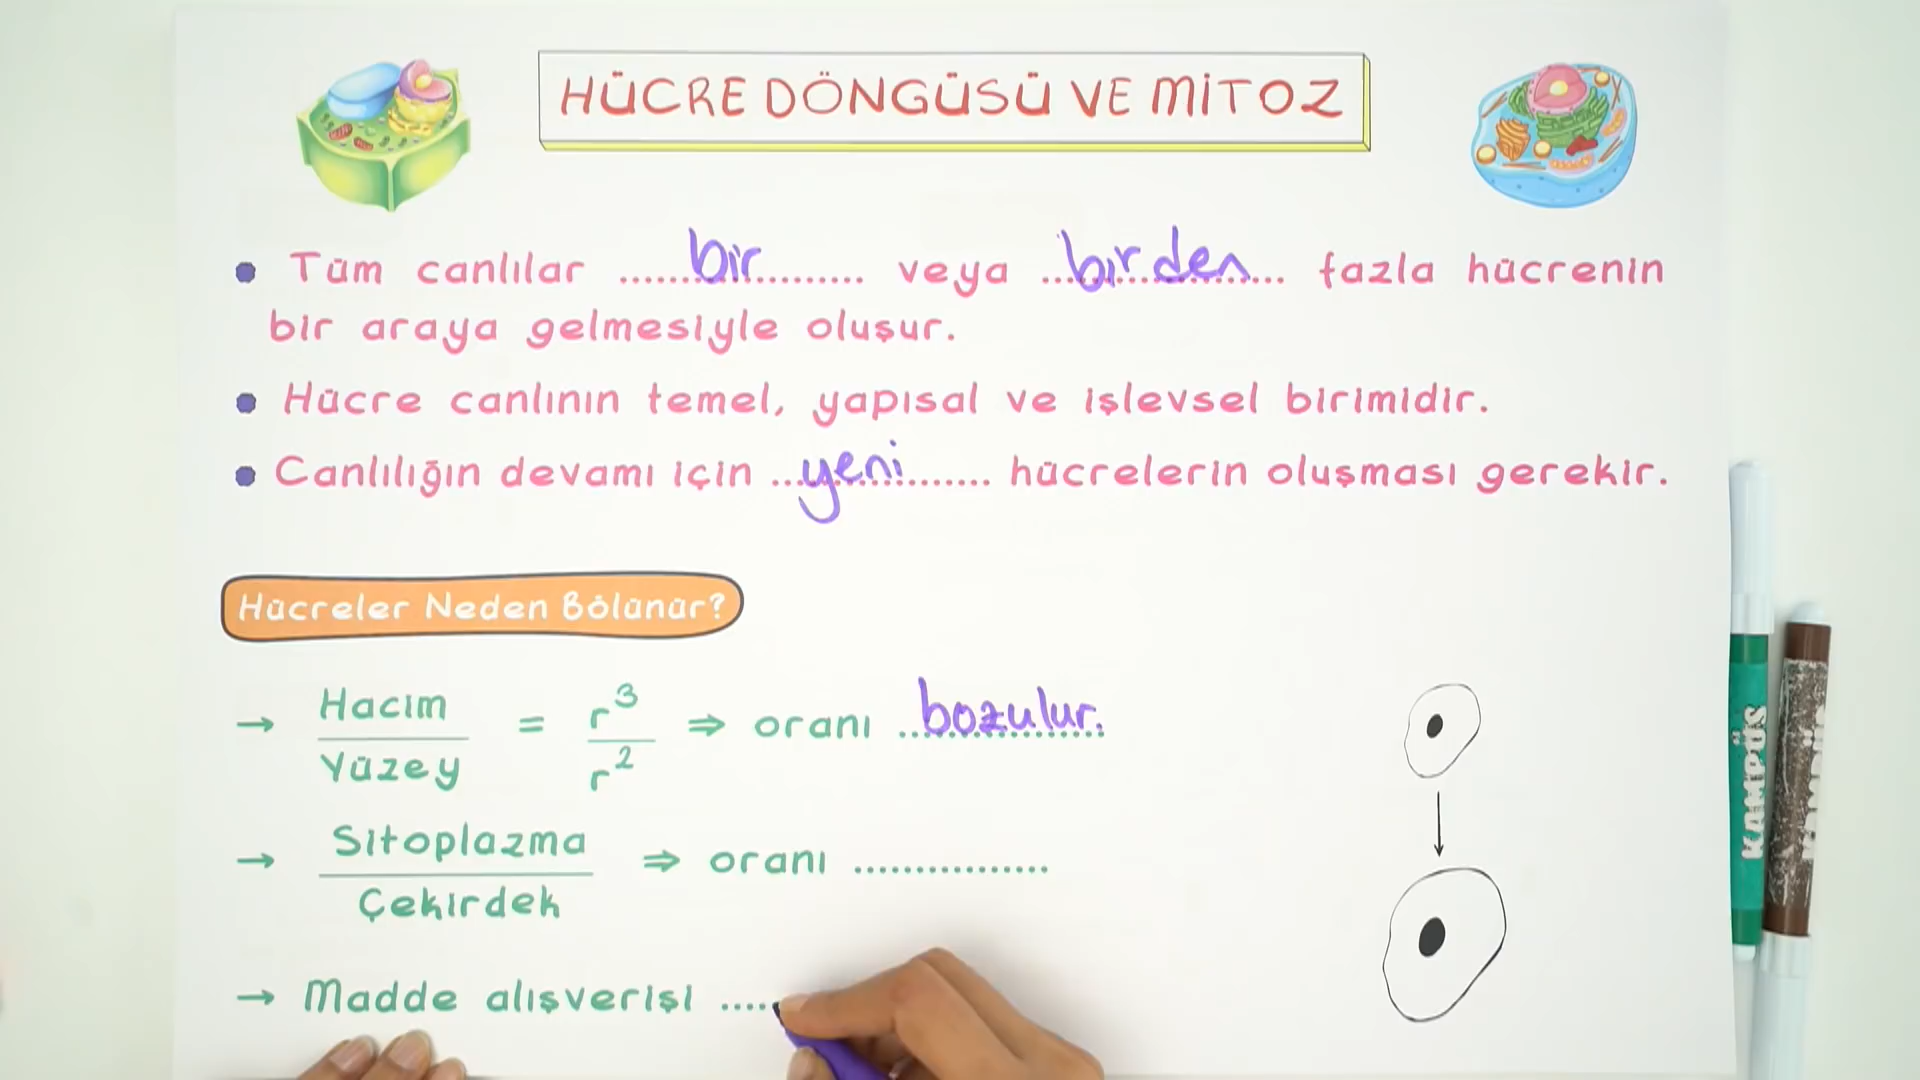 HÜCRE DÖNGÜSÜ VE MİTOZ
Tüm canlılar ......bir.......... veya ...birden... fazla hücrenin
bir araya gelmesiyle oluşur.
Hücre canlının temel, yapısal ve işlevsel birimidir.
Canlılığın devamı için ...yeni....... hücrelerin oluşması gerekir.
Hücreler Neden Bölünür?
→ Hacim / Yüzey = r³ / r² ⇒ oranı bozulur.
→ Sitoplazma / Çekirdek ⇒ oranı ................
→ Madde alışverişi .....
KAMPÜS